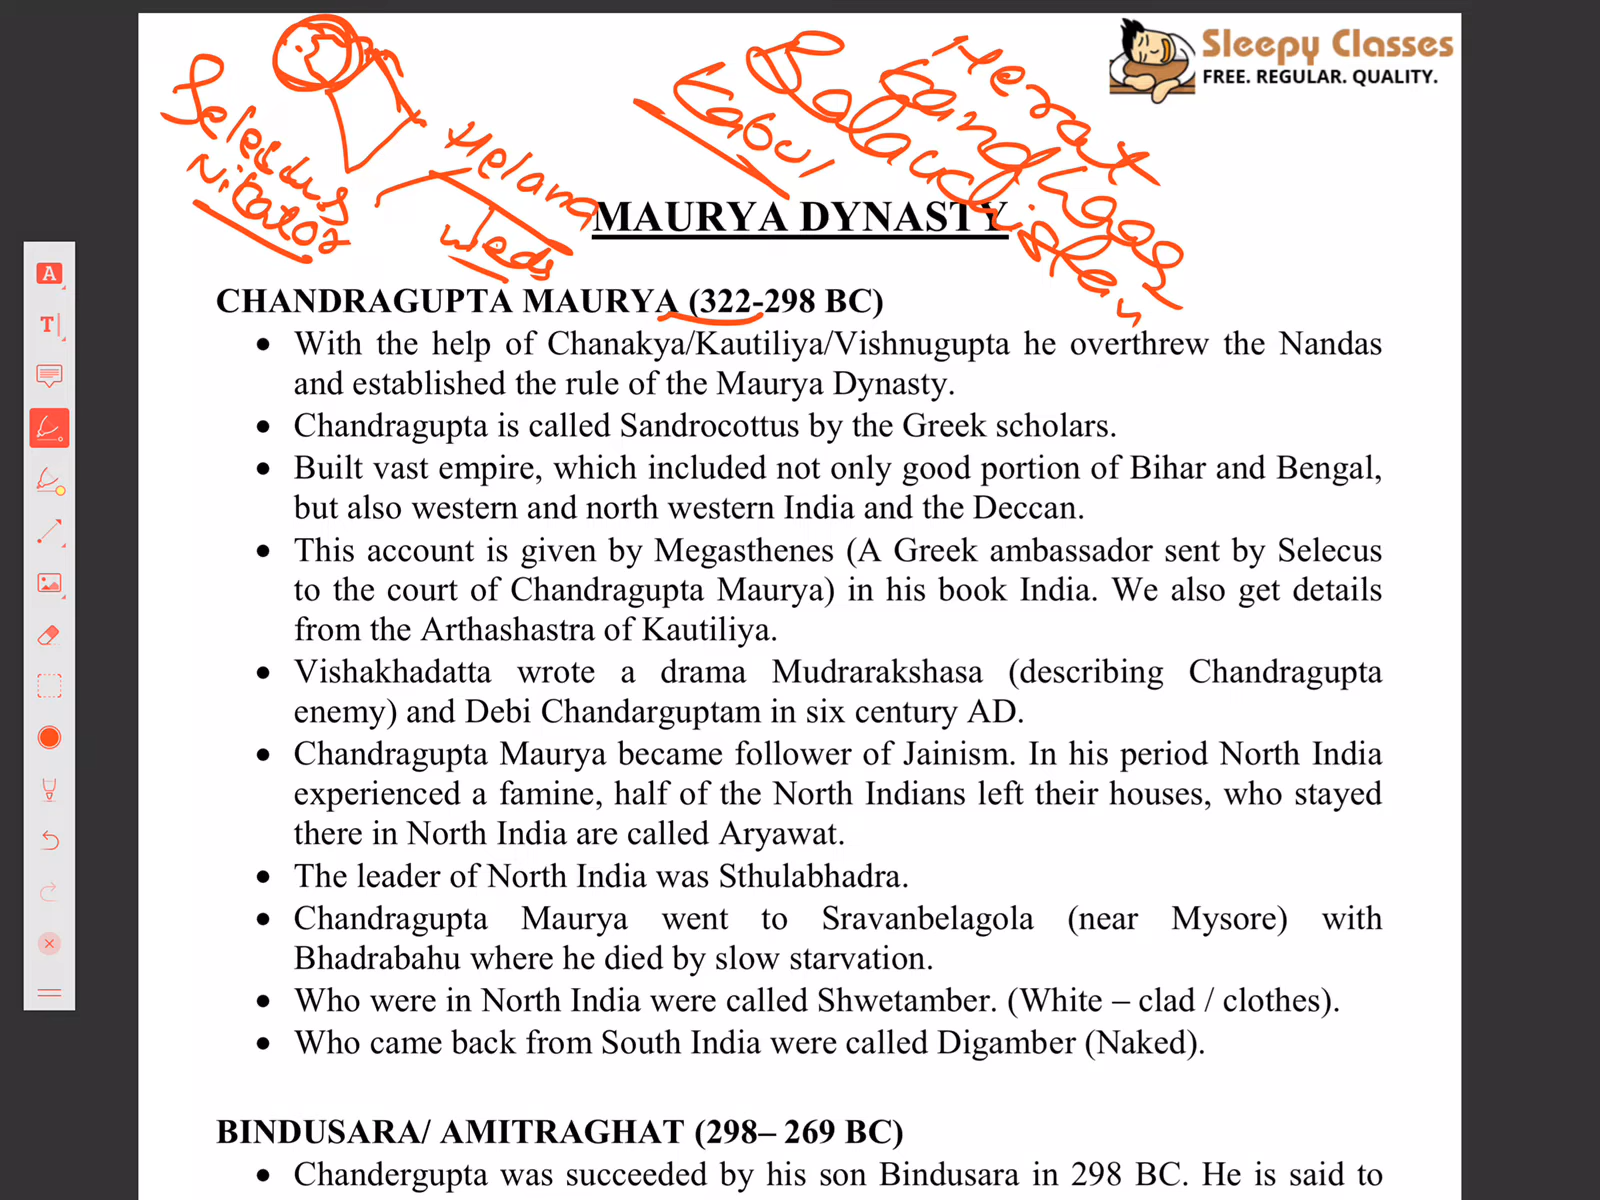 Sleepy Classes
FREE. REGULAR. QUALITY.
Seleucus
Nikator
Helana
weds
Kabul
Balauchistan
Kandhar
Herat
MAURYA DYNASTY
CHANDRAGUPTA MAURYA (322-298 BC)
• With the help of Chanakya/Kautiliya/Vishnugupta he overthrew the Nandas
and established the rule of the Maurya Dynasty.
• Chandragupta is called Sandrocottus by the Greek scholars.
• Built vast empire, which included not only good portion of Bihar and Bengal,
but also western and north western India and the Deccan.
• This account is given by Megasthenes (A Greek ambassador sent by Selecus
to the court of Chandragupta Maurya) in his book India. We also get details
from the Arthashastra of Kautiliya.
• Vishakhadatta wrote a drama Mudrarakshasa (describing Chandragupta
enemy) and Debi Chandarguptam in six century AD.
• Chandragupta Maurya became follower of Jainism. In his period North India
experienced a famine, half of the North Indians left their houses, who stayed
there in North India are called Aryawat.
• The leader of North India was Sthulabhadra.
• Chandragupta Maurya went to Sravanbelagola (near Mysore) with
Bhadrabahu where he died by slow starvation.
• Who were in North India were called Shwetamber. (White – clad / clothes).
• Who came back from South India were called Digamber (Naked).
BINDUSARA/ AMITRAGHAT (298– 269 BC)
• Chandergupta was succeeded by his son Bindusara in 298 BC. He is said to